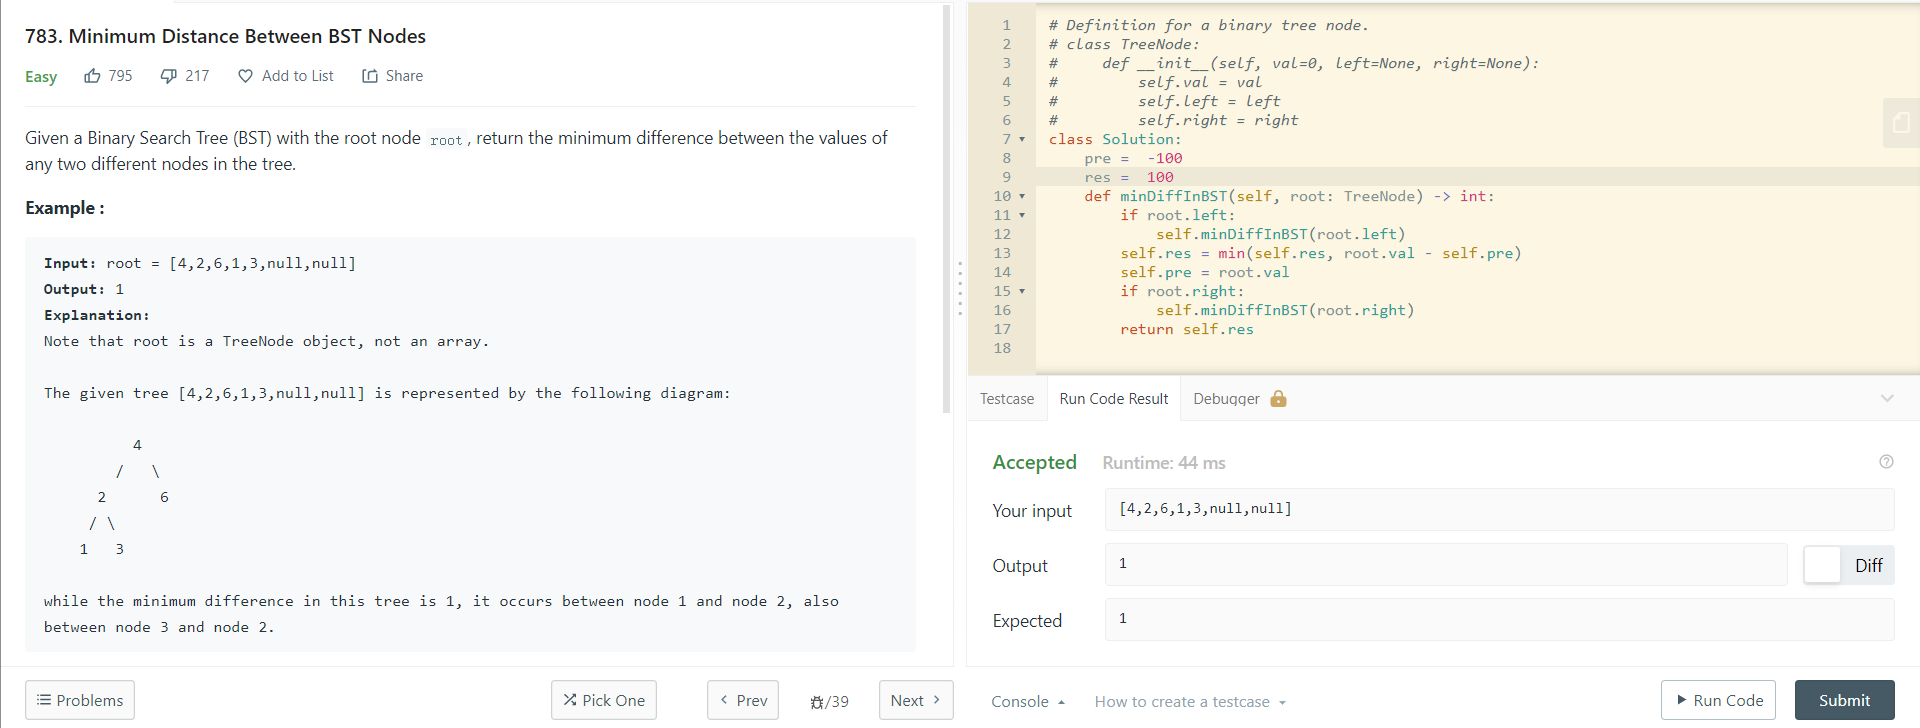 783. Minimum Distance Between BST Nodes
Easy 795 217 Add to List Share
Given a Binary Search Tree (BST) with the root node root, return the minimum difference between the values of
any two different nodes in the tree.
Example :
Input: root = [4,2,6,1,3,null,null]
Output: 1
Explanation:
Note that root is a TreeNode object, not an array.
The given tree [4,2,6,1,3,null,null] is represented by the following diagram:
4
/ \
2 6
/ \
1 3
while the minimum difference in this tree is 1, it occurs between node 1 and node 2, also
between node 3 and node 2.
Problems Pick One < Prev /39 Next >
1 # Definition for a binary tree node.
2 # class TreeNode:
3 #     def __init__(self, val=0, left=None, right=None):
4 #         self.val = val
5 #         self.left = left
6 #         self.right = right
7 class Solution:
8     pre =  -100
9     res =  100
10     def minDiffInBST(self, root: TreeNode) -> int:
11         if root.left:
12             self.minDiffInBST(root.left)
13         self.res = min(self.res, root.val - self.pre)
14         self.pre = root.val
15         if root.right:
16             self.minDiffInBST(root.right)
17         return self.res
18
Testcase Run Code Result Debugger
Accepted Runtime: 44 ms
Your input [4,2,6,1,3,null,null]
Output 1 Diff
Expected 1
Console How to create a testcase Run Code Submit